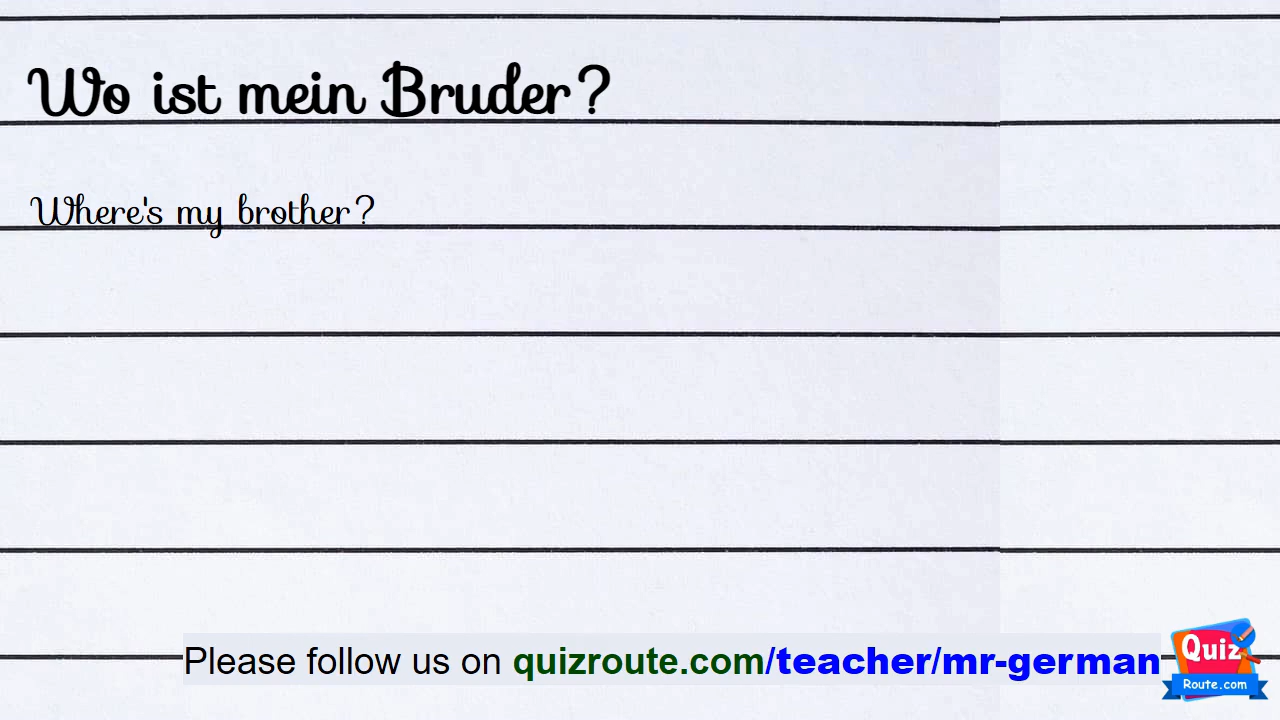 Wo ist mein Bruder?
Where's my brother?
Please follow us on quizroute.com/teacher/mr-german
Quiz
Route.com